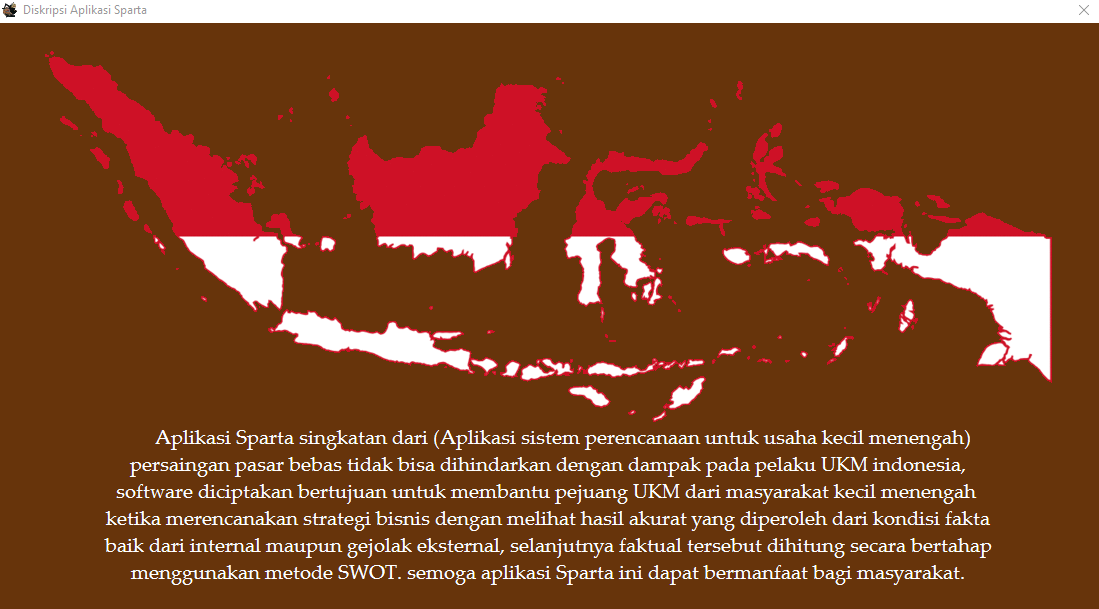 Diskripsi Aplikasi Sparta
Aplikasi Sparta singkatan dari (Aplikasi sistem perencanaan untuk usaha kecil menengah)
persaingan pasar bebas tidak bisa dihindarkan dengan dampak pada pelaku UKM indonesia,
software diciptakan bertujuan untuk membantu pejuang UKM dari masyarakat kecil menengah
ketika merencanakan strategi bisnis dengan melihat hasil akurat yang diperoleh dari kondisi fakta
baik dari internal maupun gejolak eksternal, selanjutnya faktual tersebut dihitung secara bertahap
menggunakan metode SWOT. semoga aplikasi Sparta ini dapat bermanfaat bagi masyarakat.